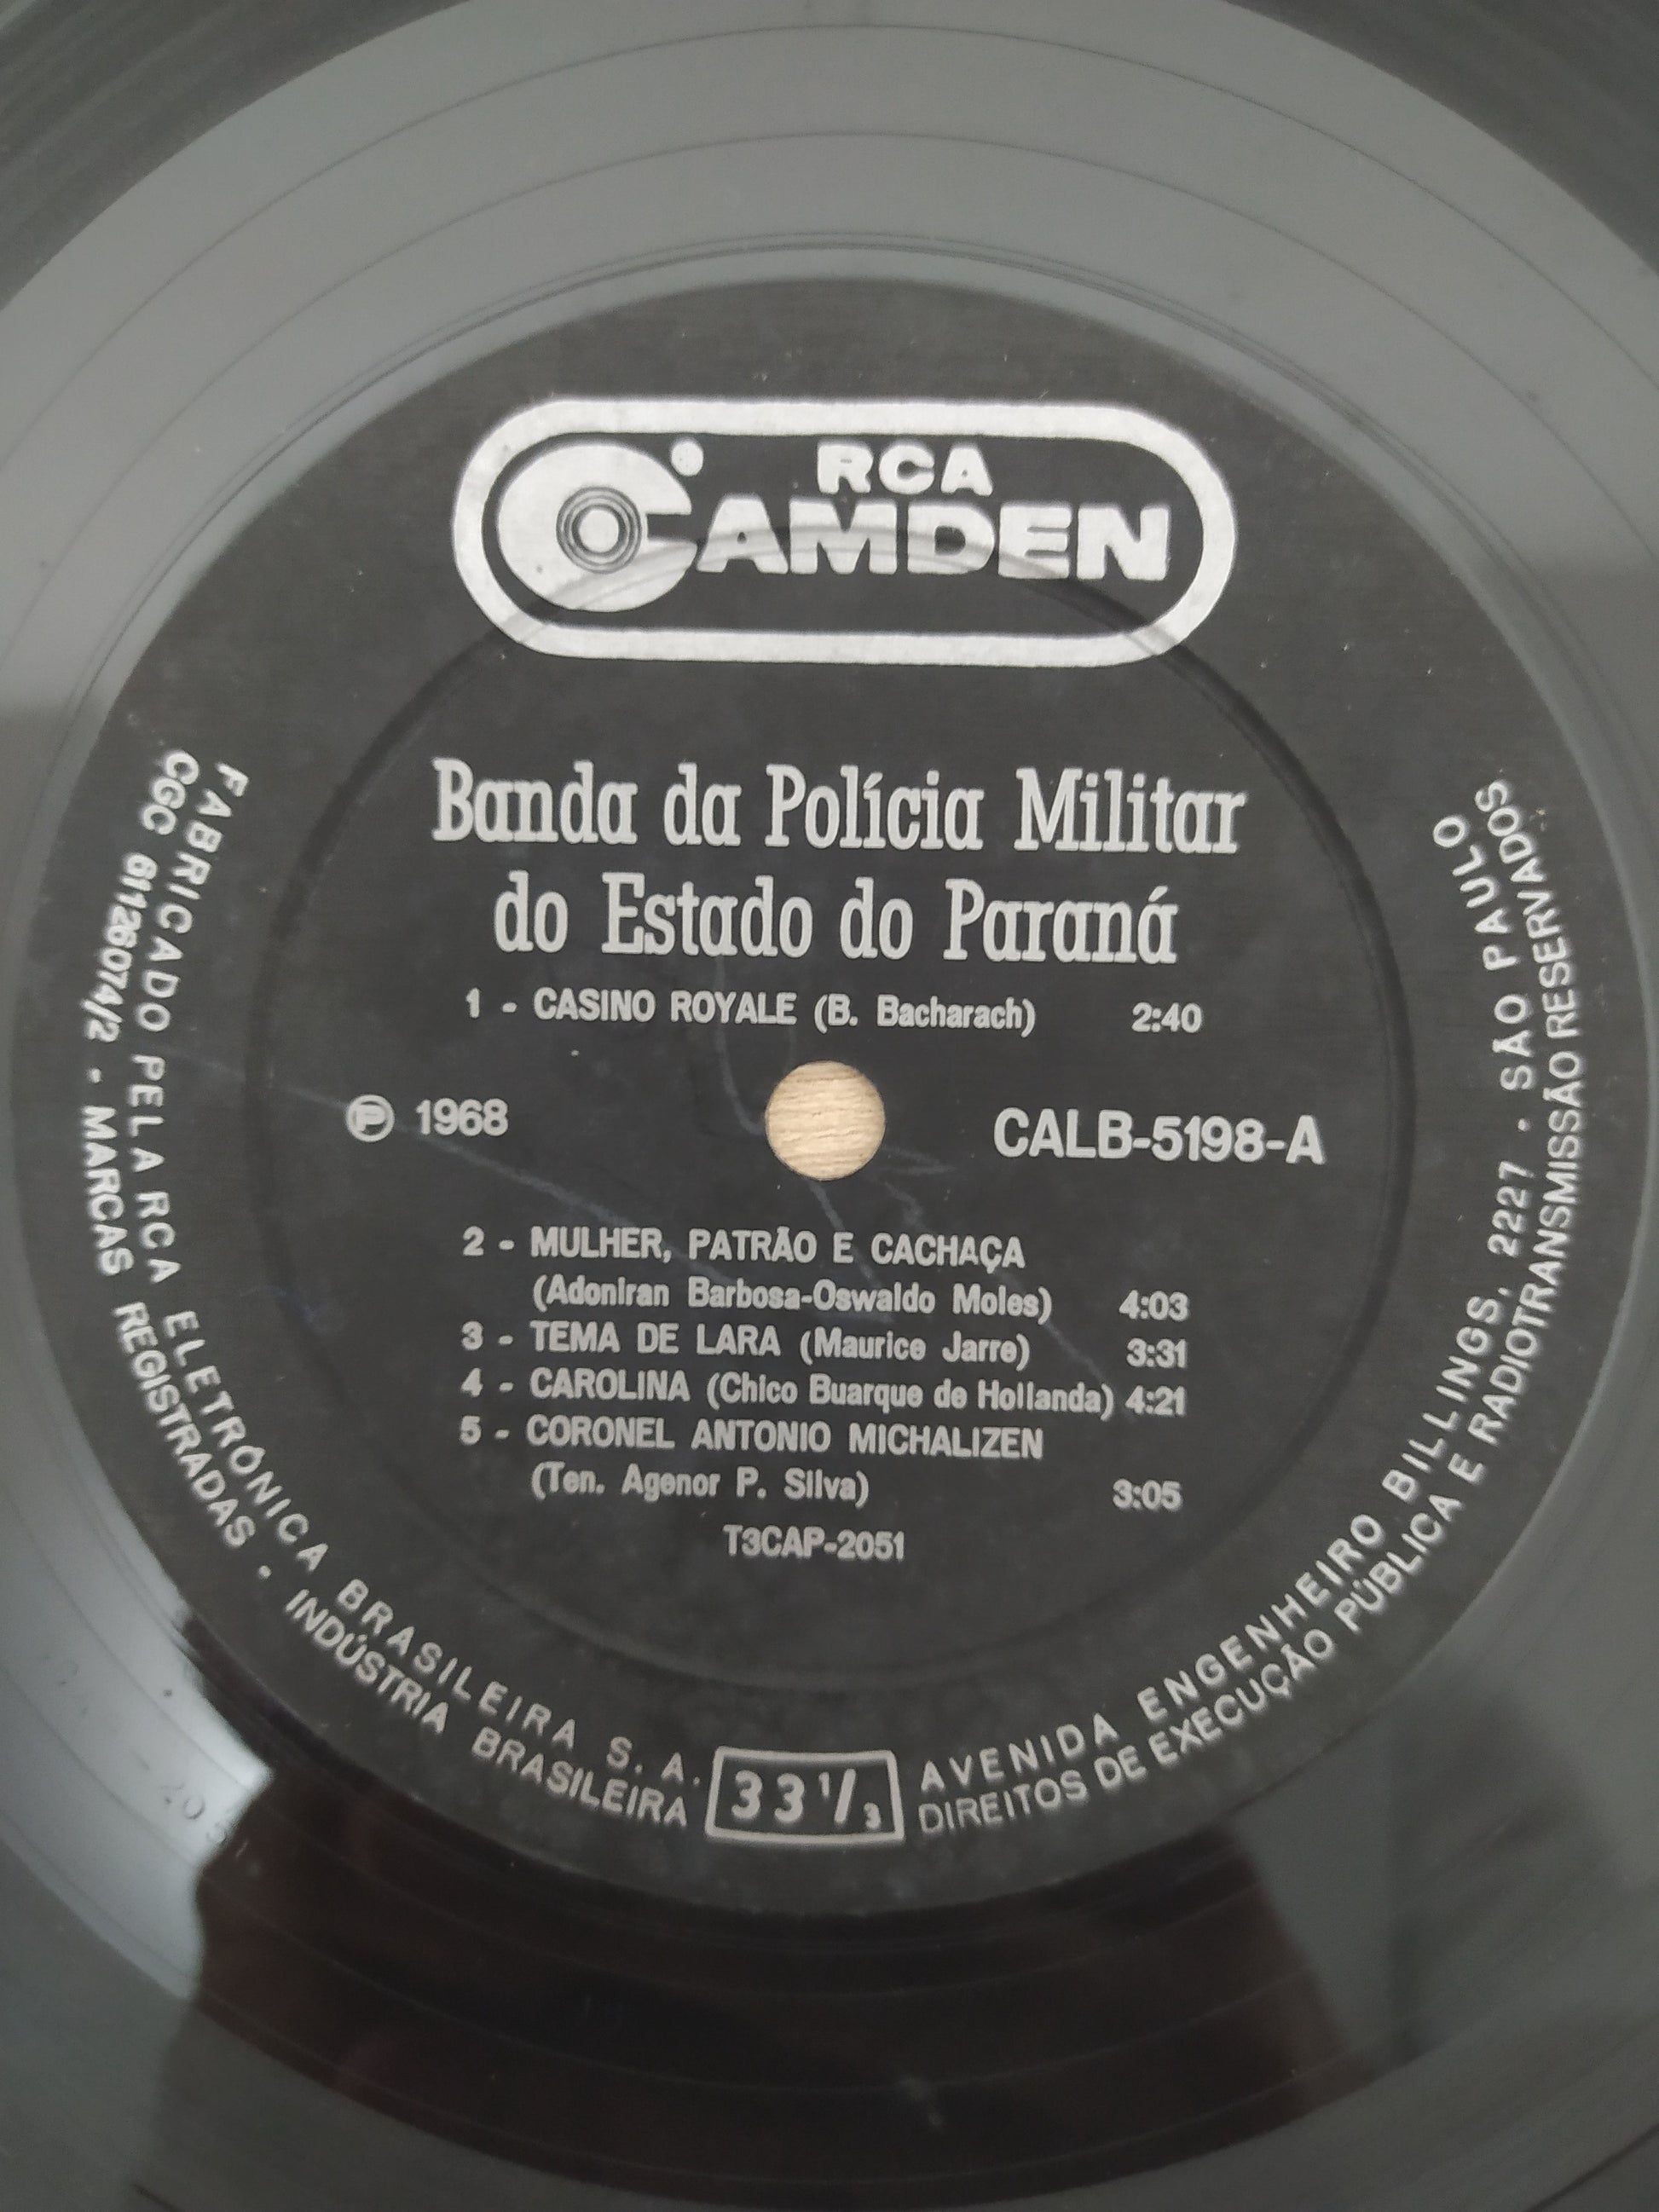 RCA
CAMDEN
Banda da Polícia Militar
do Estado do Paraná
1 - CASINO ROYALE (B. Bacharach) 2:40
℗ 1968
CALB-5198-A
2 - MULHER, PATRÃO E CACHAÇA
(Adoniran Barbosa-Oswaldo Moles) 4:03
3 - TEMA DE LARA (Maurice Jarre) 3:31
4 - CAROLINA (Chico Buarque de Hollanda) 4:21
5 - CORONEL ANTONIO MICHALIZEN
(Ten. Agenor P. Silva) 3:05
T3CAP-2051
FABRICADO PELA RCA ELETRÔNICA BRASILEIRA S. A.
CGC 61126074/2 - MARCAS REGISTRADAS - INDÚSTRIA BRASILEIRA
33 1/3
AVENIDA ENGENHEIRO BILLINGS, 2227 - SÃO PAULO
DIREITOS DE EXECUÇÃO PÚBLICA E RADIOTRANSMISSÃO RESERVADOS